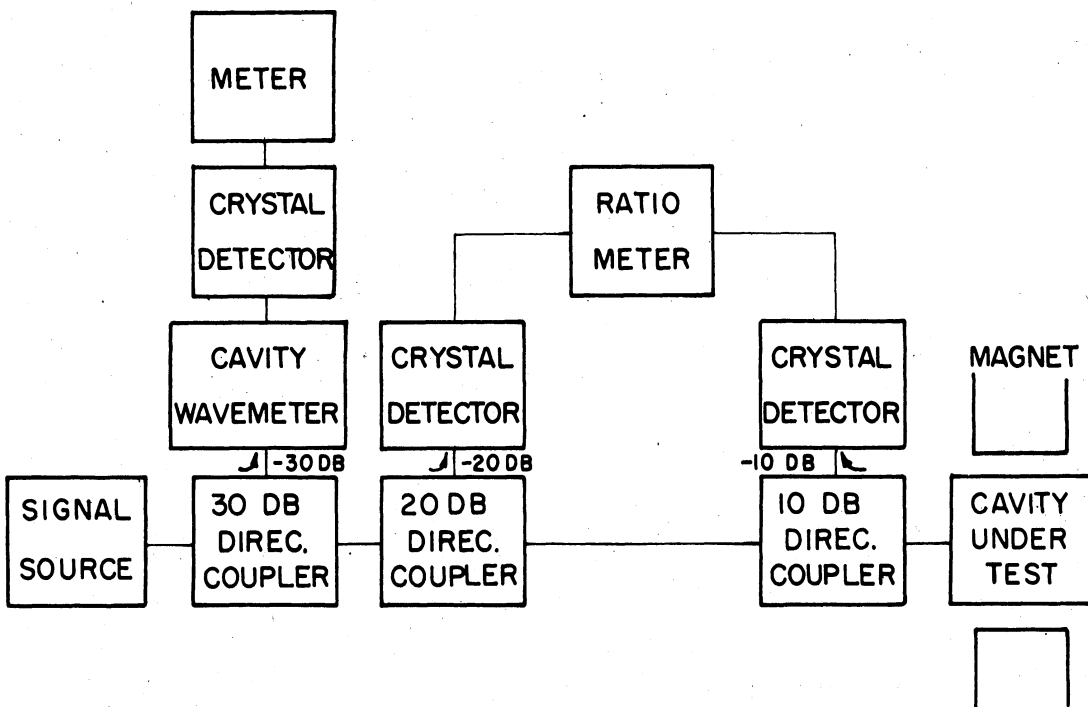 METER
CRYSTAL
DETECTOR
RATIO
METER
CAVITY
WAVEMETER
CRYSTAL
DETECTOR
CRYSTAL
DETECTOR
MAGNET
-30 DB
-20 DB
-10 DB
SIGNAL
SOURCE
30 DB
DIREC.
COUPLER
20 DB
DIREC.
COUPLER
10 DB
DIREC.
COUPLER
CAVITY
UNDER
TEST